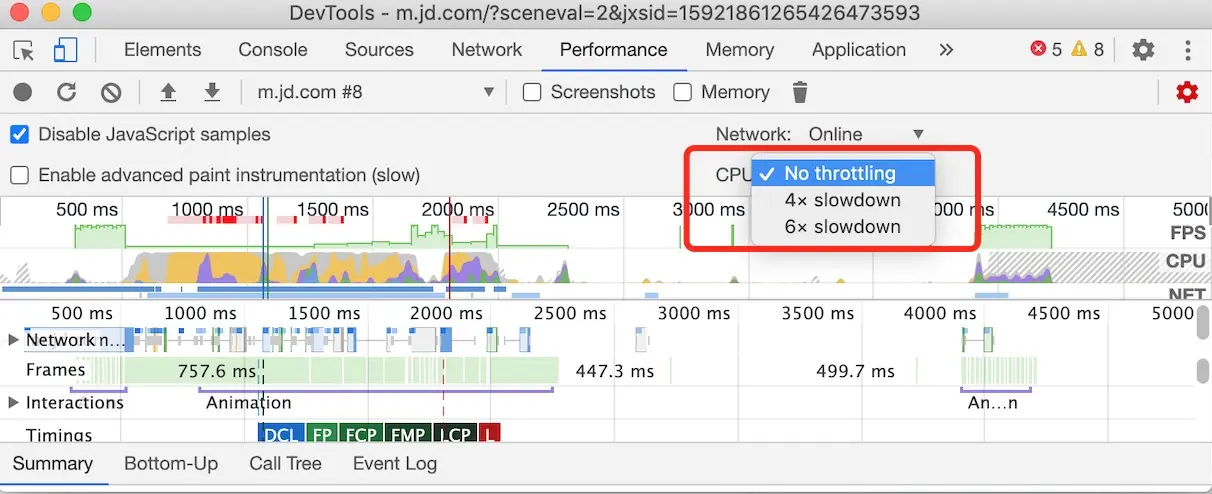 DevTools - m.jd.com/?sceneval=2&jxsid=15921861265426473593
Elements Console Sources Network Performance Memory Application » 5 8
m.jd.com #8 Screenshots Memory
Disable JavaScript samples Network: Online
Enable advanced paint instrumentation (slow) CPU No throttling
4× slowdown
6× slowdown
500 ms 1000 ms 1500 ms 2000 ms 2500 ms 3000 ms 000 ms 4500 ms 500
FPS
CPU
NET
500 ms 1000 ms 1500 ms 2000 ms 2500 ms 3000 ms 3500 ms 4000 ms 4500 ms 5000
Network n...
Frames 757.6 ms 447.3 ms 499.7 ms
Interactions Animation An...n
Timings DCL FP FCP FMP LCP L
Summary Bottom-Up Call Tree Event Log